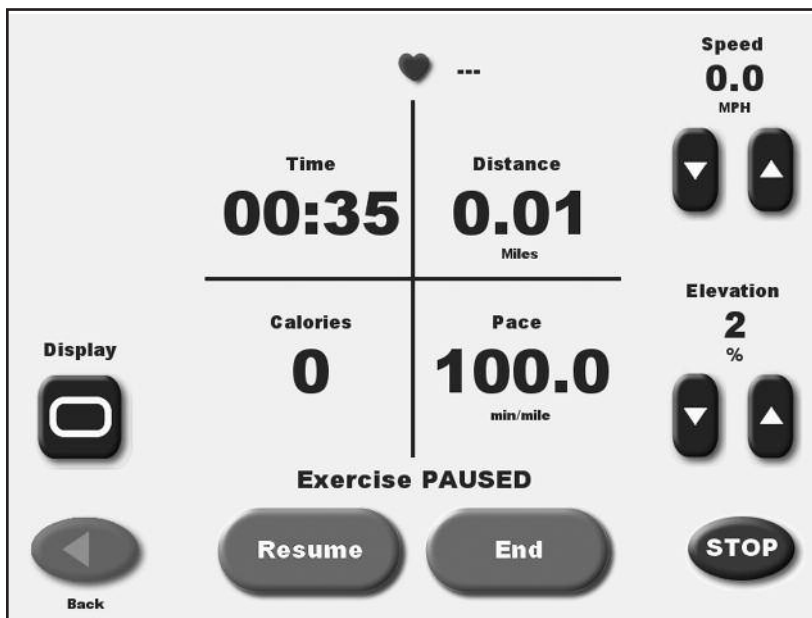 ---
Speed
0.0
MPH
Time
00:35
Distance
0.01
Miles
Elevation
2
%
Calories
0
Pace
100.0
min/mile
Display
Exercise PAUSED
Resume
End
STOP
Back